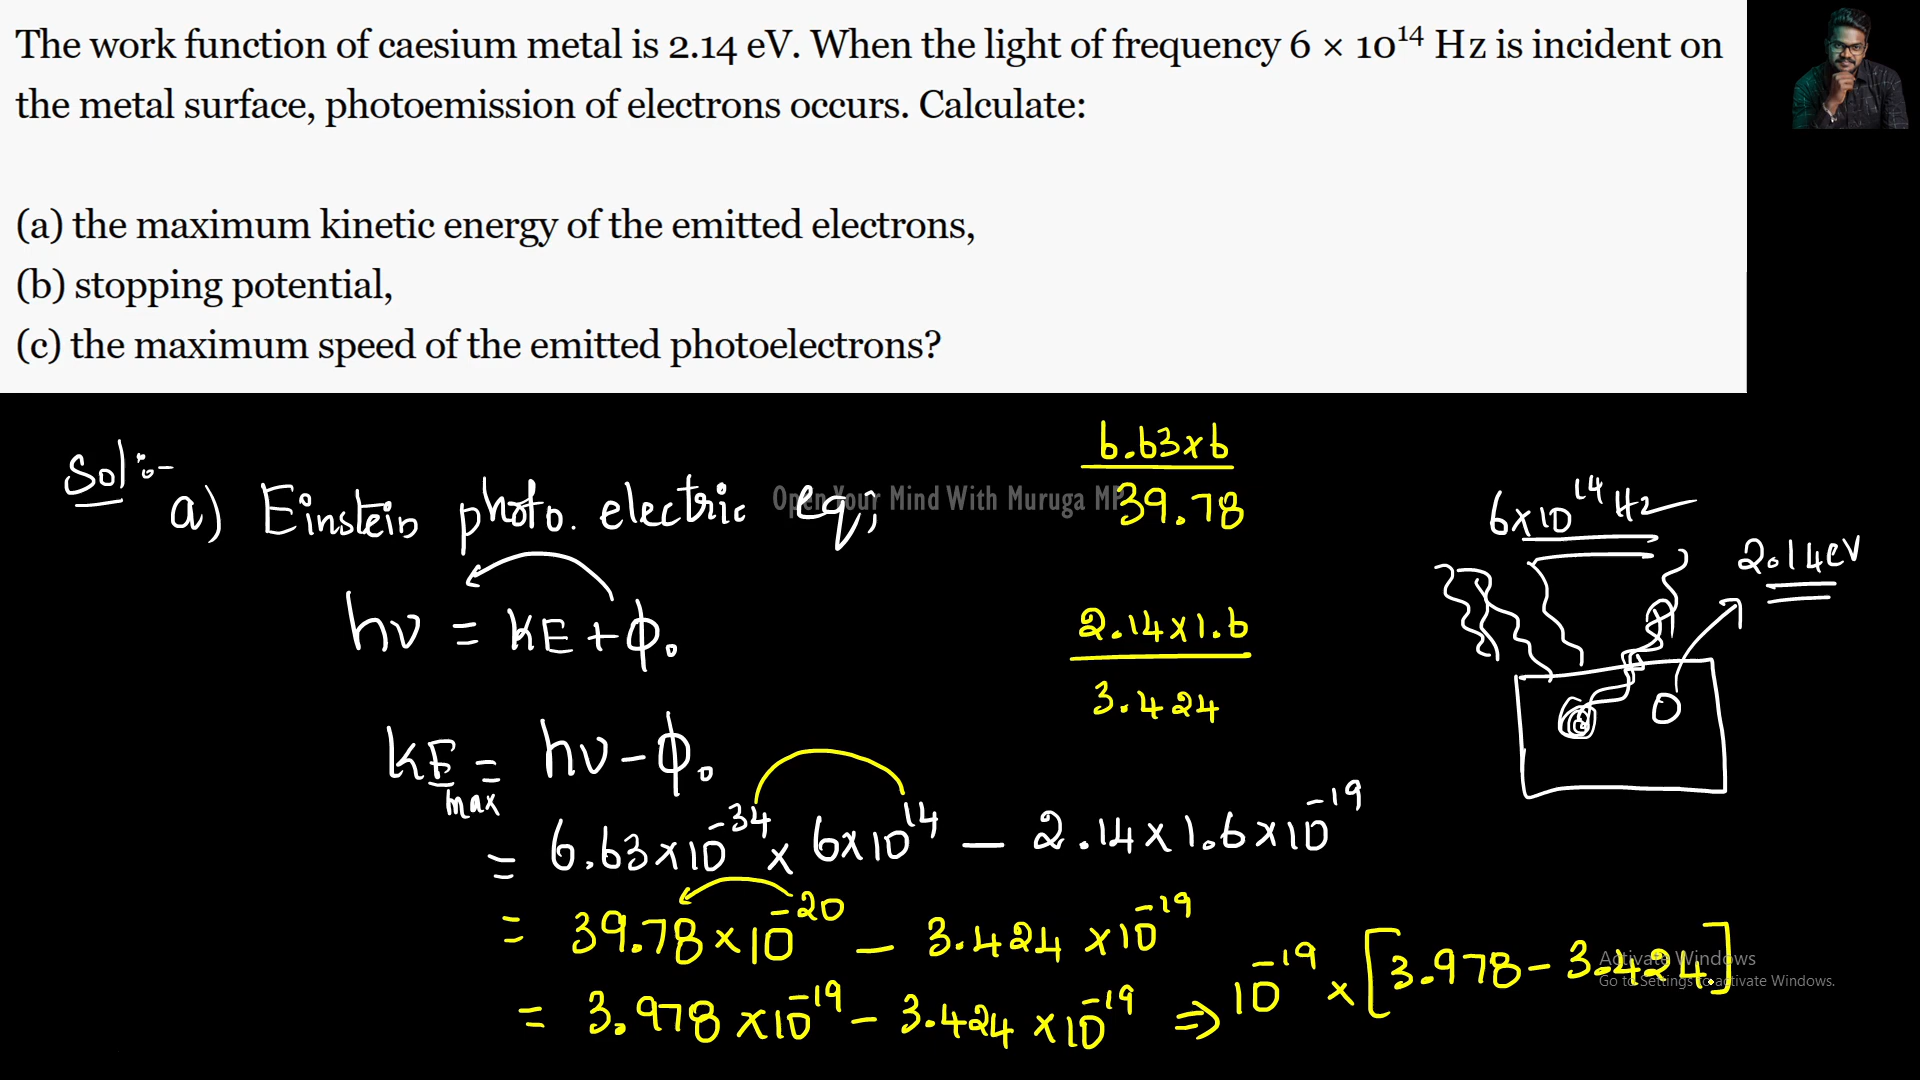 The work function of caesium metal is 2.14 eV. When the light of frequency 6 × 10¹⁴ Hz is incident on
the metal surface, photoemission of electrons occurs. Calculate:
(a) the maximum kinetic energy of the emitted electrons,
(b) stopping potential,
(c) the maximum speed of the emitted photoelectrons?
Sol:-
a) Einstein photo. electric eq;
Open Your Mind With Muruga MP
hν = KE + ϕ₀
KE max = hν - ϕ₀
= 6.63×10⁻³⁴ × 6×10¹⁴ - 2.14×1.6×10⁻¹⁹
= 39.78×10⁻²⁰ - 3.424×10⁻¹⁹
= 3.978×10⁻¹⁹ - 3.424×10⁻¹⁹ ⇒ 10⁻¹⁹ × [3.978 - 3.424]
6.63×6
39.78
2.14×1.6
3.424
6×10¹⁴ Hz
2.14eV
Activate Windows
Go to Settings to activate Windows.